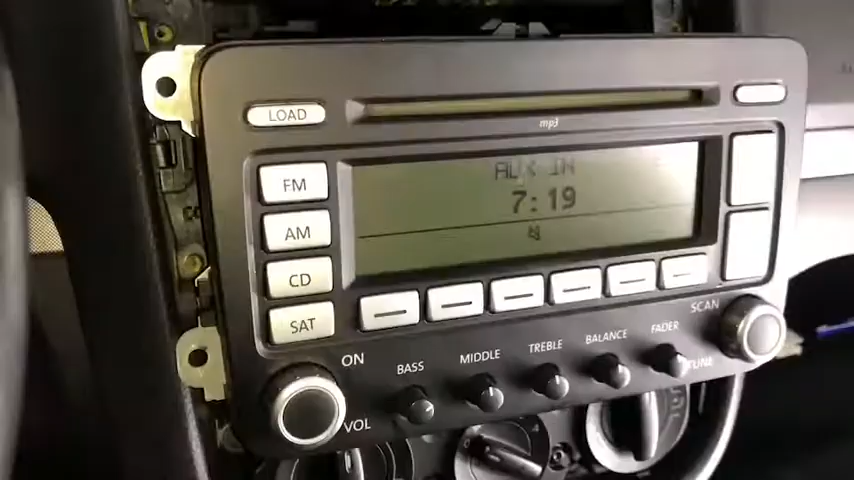 LOAD
mp3
FM
AM
CD
SAT
AUX IN
7:19
ON
VOL
BASS
MIDDLE
TREBLE
BALANCE
FADER
SCAN
TUNE